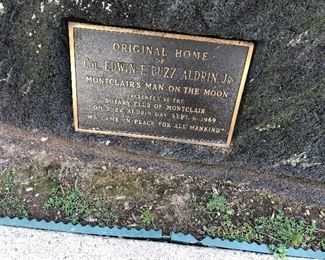 ORIGINAL HOME
OF
COL. EDWIN E. BUZZ ALDRIN, JR.
MONTCLAIR'S MAN ON THE MOON
PRESENTED BY THE
ROTARY CLUB OF MONTCLAIR
ON BUZZ ALDRIN DAY SEPT. 6, 1969
"WE CAME IN PEACE FOR ALL MANKIND"